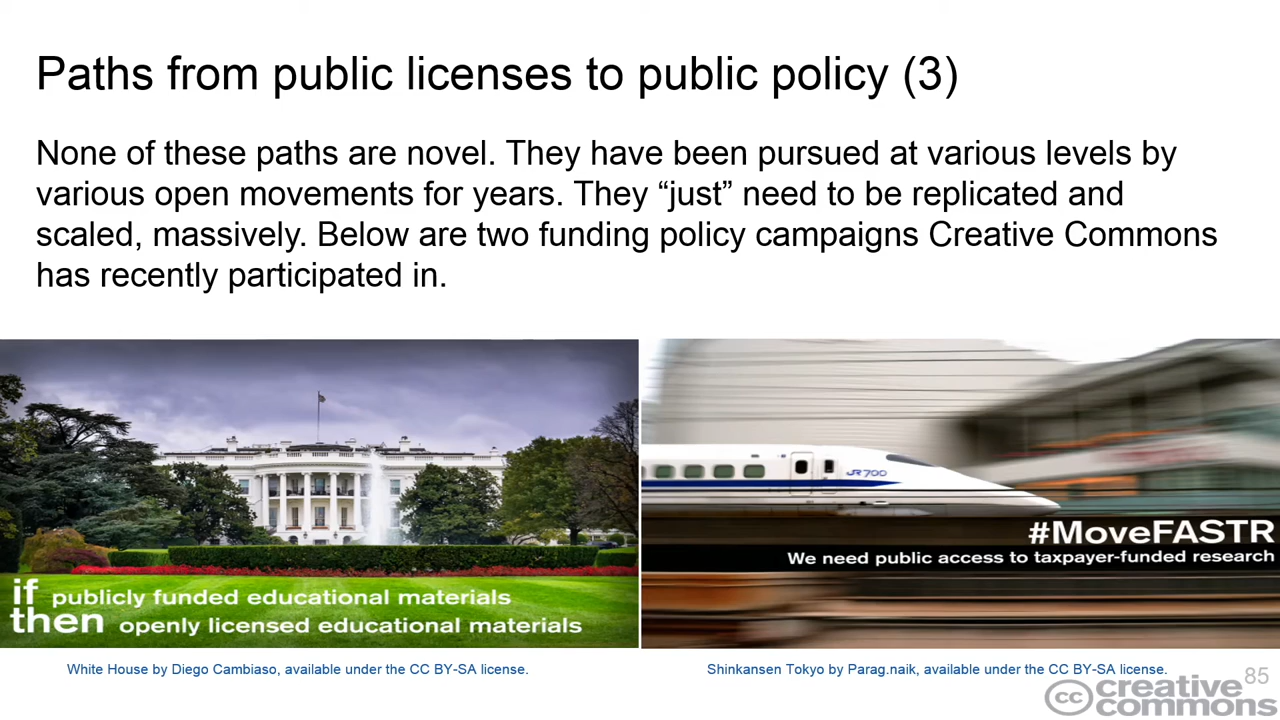 Paths from public licenses to public policy (3)
None of these paths are novel. They have been pursued at various levels by
various open movements for years. They “just” need to be replicated and
scaled, massively. Below are two funding policy campaigns Creative Commons
has recently participated in.
if publicly funded educational materials
then openly licensed educational materials
JR700
#MoveFASTR
We need public access to taxpayer-funded research
White House by Diego Cambiaso, available under the CC BY-SA license.
Shinkansen Tokyo by Parag.naik, available under the CC BY-SA license.
85
cc creative
commons